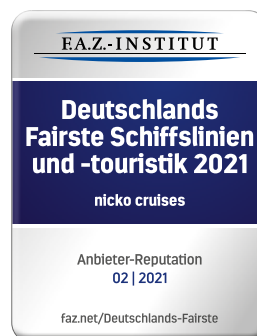 F.A.Z.-INSTITUT
Deutschlands
Fairste Schiffslinien
und -touristik 2021
nicko cruises
Anbieter-Reputation
02 | 2021
faz.net/Deutschlands-Fairste